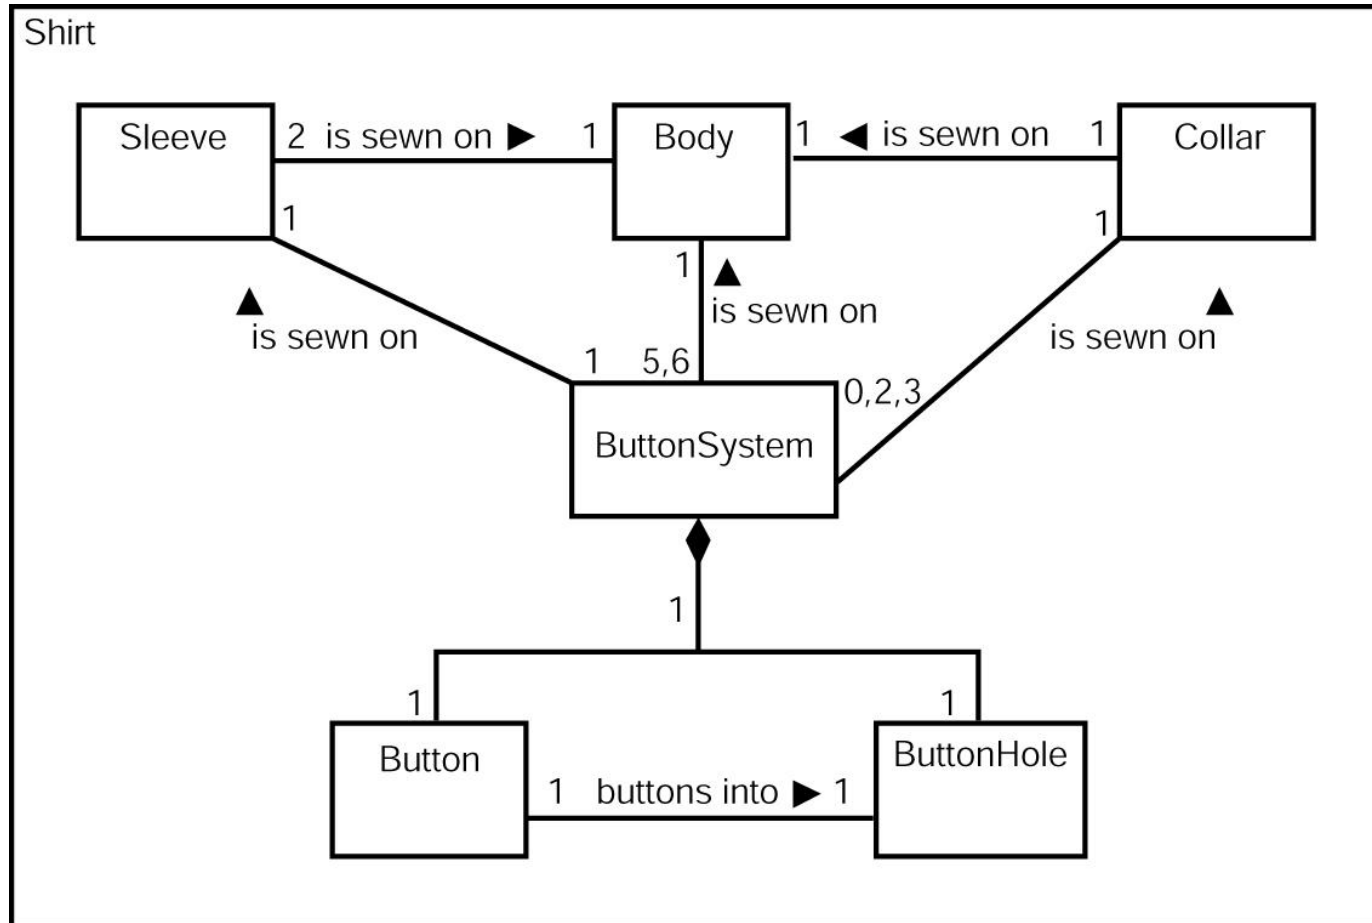 Shirt
Sleeve
2 is sewn on ▶ 1
Body
1 ◀ is sewn on 1
Collar
1
1
1
▲
is sewn on
▲
is sewn on
▲
is sewn on
1
5,6
0,2,3
ButtonSystem
1
1
1
Button
ButtonHole
1 buttons into ▶ 1